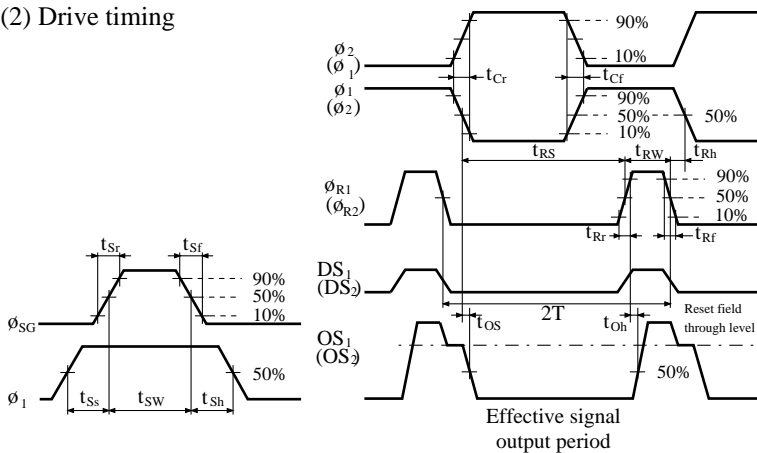 (2) Drive timing
ø2
(ø1)
90%
10%
tCr
tCf
ø1
(ø2)
90%
50%
10%
50%
tRS
tRW
tRh
øR1
(øR2)
90%
50%
10%
tRr
tRf
DS1
(DS2)
2T
Reset field
through level
tOS
tOh
OS1
(OS2)
50%
Effective signal
output period
tSr
tSf
90%
50%
10%
øSG
50%
ø1
tSs
tSW
tSh